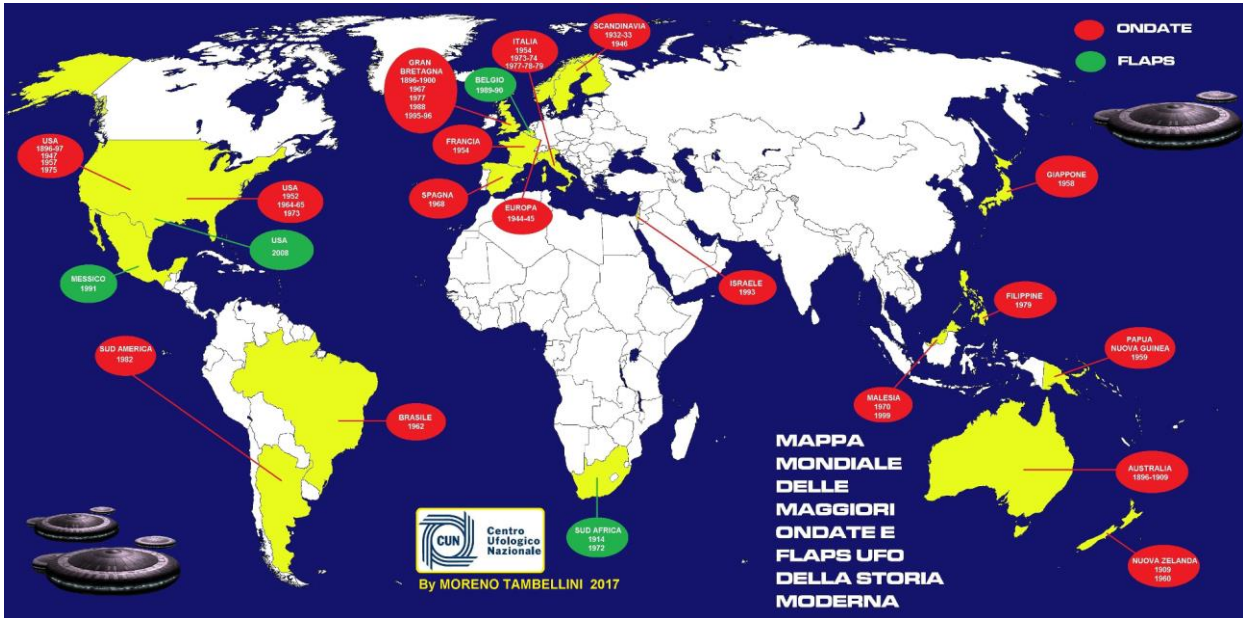 ONDATE
FLAPS
SCANDINAVIA
1932-33
1946
ITALIA
1954
1973-74
1977-78-79
GRAN
BRETAGNA
1896-1900
1967
1977
1988
1995-96
BELGIO
1989-90
FRANCIA
1954
SPAGNA
1968
EUROPA
1944-45
USA
1896-97
1947
1957
1975
USA
1952
1964-65
1973
USA
2008
MESSICO
1991
GIAPPONE
1958
ISRAELE
1993
FILIPPINE
1979
PAPUA
NUOVA GUINEA
1959
SUD AMERICA
1982
BRASILE
1962
MALESIA
1970
1999
AUSTRALIA
1896-1909
SUD AFRICA
1914
1972
NUOVA ZELANDA
1909
1960
CUN
Centro
Ufologico
Nazionale
By MORENO TAMBELLINI 2017
MAPPA
MONDIALE
DELLE
MAGGIORI
ONDATE E
FLAPS UFO
DELLA STORIA
MODERNA